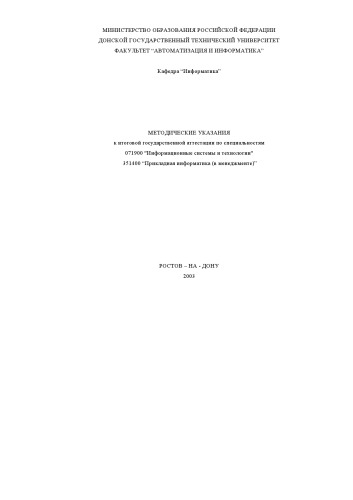 МИНИСТЕРСТВО ОБРАЗОВАНИЯ РОССИЙСКОЙ ФЕДЕРАЦИИ
ДОНСКОЙ ГОСУДАРСТВЕННЫЙ ТЕХНИЧЕСКИЙ УНИВЕРСИТЕТ
ФАКУЛЬТЕТ "АВТОМАТИЗАЦИЯ И ИНФОРМАТИКА"
Кафедра "Информатика"
МЕТОДИЧЕСКИЕ УКАЗАНИЯ
к итоговой государственной аттестации по специальностям
071900 "Информационные системы и технологии"
351400 "Прикладная информатика (в менеджменте)"
РОСТОВ – НА - ДОНУ
2003